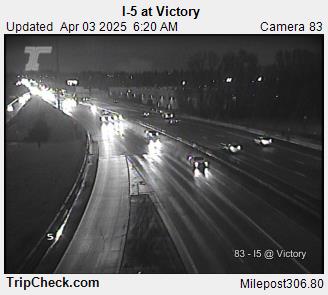 I-5 at Victory
Updated Apr 03 2025 6:20 AM Camera 83
T
S
83 - I5 @ Victory
TripCheck.com Milepost306.80